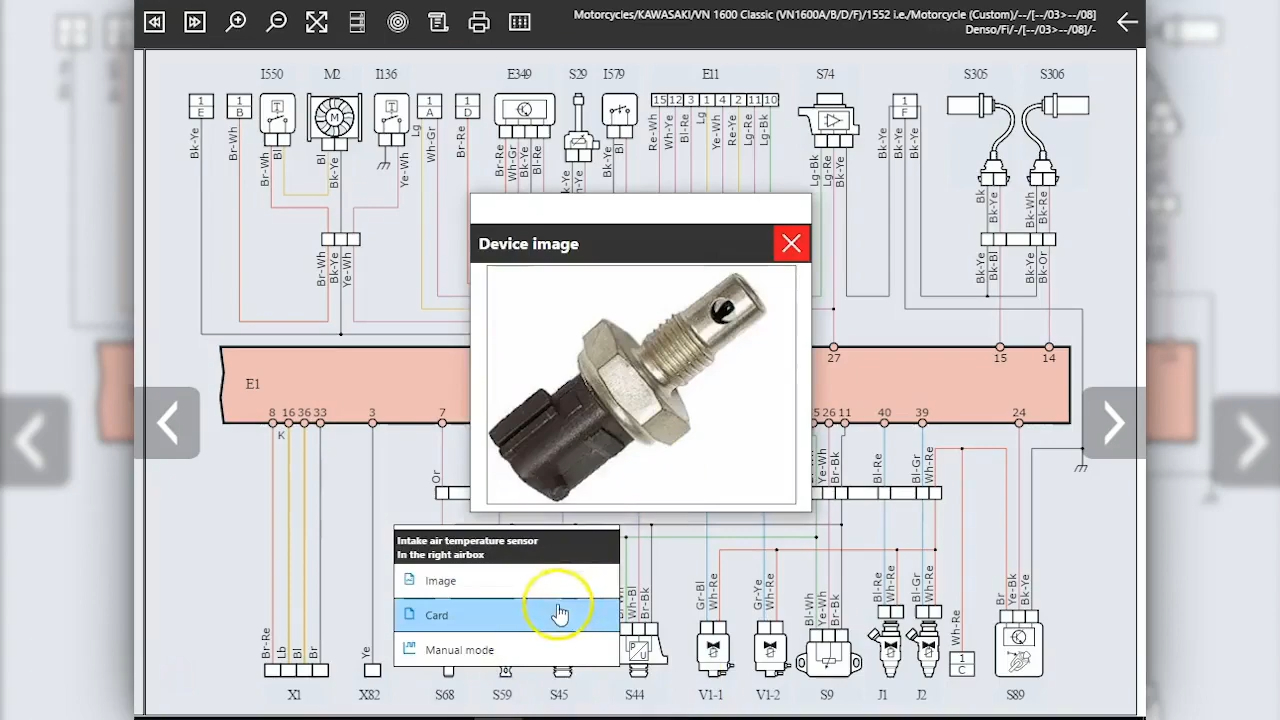 Motorcycles/KAWASAKI/VN 1600 Classic (VN1600A/B/D/F)/1552 i.e./Motorcycle (Custom)/--/[--/03>--/08]
Denso/Fi/-/[--/03>--/08]/-
I550 M2 I136 E349 S29 I579 E11 S74 S305 S306
1 E 1 B 1 A 1 D 15 12 3 1 4 2 11 10 1 F
Bk-Ye Br-Wh Br-Wh Bl Bl Bk-Ye Ye-Wh Lg Wh-Gr Br-Re Br-Re Wh-Gr Bk-Ye Bl-Re Bk-Ye Bl Re-Wh Wh-Ye Bl-Re Lg Ye-Wh Re-Ye Lg-Re Lg-Bk Lg-Bk Lg-Re Bk-Ye Bk-Ye Bk-Ye Bk-Ye Bk Bk-Ye Bk-Wh Bk-Re
M
Br-Wh Bk-Ye Ye-Wh Bk-Ye Bk-Bl Bk-Ye Bk-Or
Device image
27 15 14
E1
8 16 36 33 3 7 26 11 40 39 24
K
Or Ye-Wh Br-Bk Bl-Re Bl-Gr Wh-Re
Intake air temperature sensor
In the right airbox
Image
Card
Manual mode
Br-Re Lb Bl Br Ye Wh-Bl Br-Bk Gr-Bl Wh-Re Gr-Ye Wh-Re Bl-Wh Ye-Wh Br-Bk Bl-Re Wh-Re Bl-Gr Wh-Re Wh-Re Br Ye-Bk Bk-Ye
P U
1 C
X1 X82 S68 S59 S45 S44 V1-1 V1-2 S9 J1 J2 S89